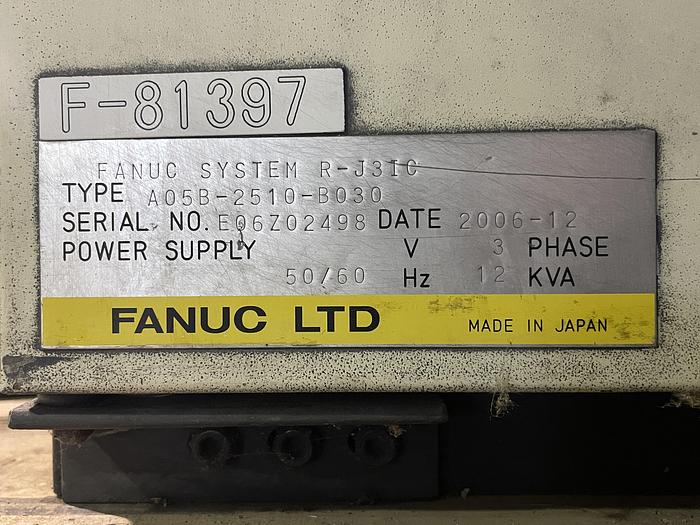 F-81397
FANUC SYSTEM R-J3IC
TYPE A05B-2510-B030
SERIAL NO. E06Z02498 DATE 2006-12
POWER SUPPLY V 3 PHASE
50/60 Hz 12 KVA
FANUC LTD MADE IN JAPAN